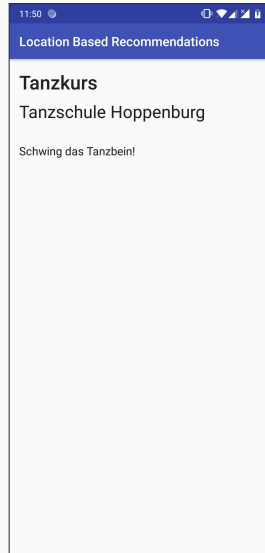 11:50
Location Based Recommendations
Tanzkurs
Tanzschule Hoppenburg
Schwing das Tanzbein!